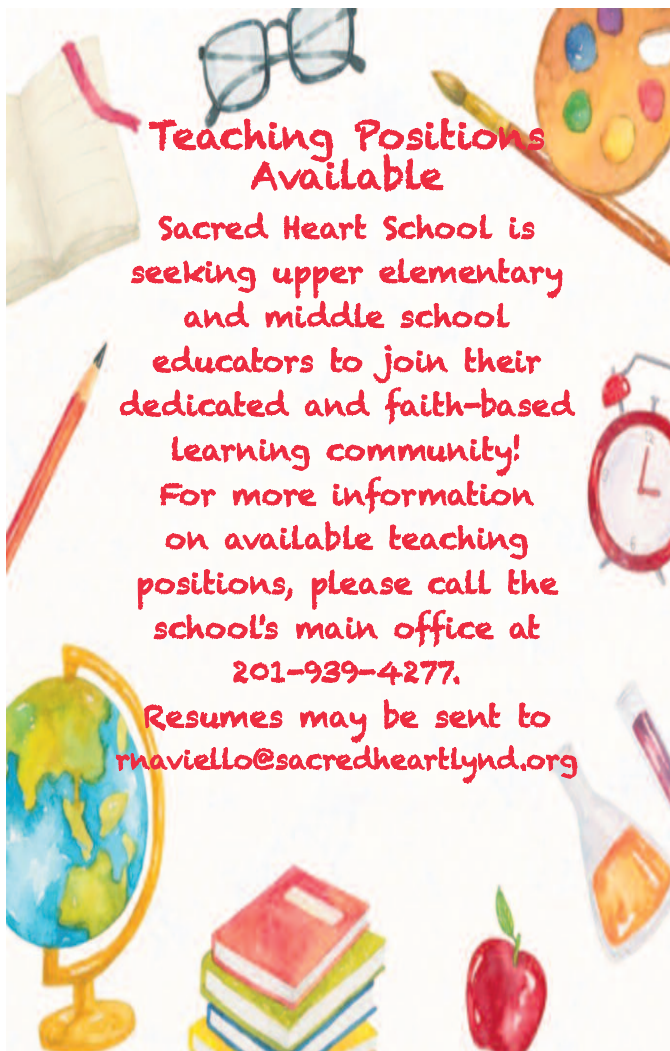 Teaching Positions
Available
Sacred Heart School is
seeking upper elementary
and middle school
educators to join their
dedicated and faith-based
learning community!
For more information
on available teaching
positions, please call the
school's main office at
201-939-4277.
Resumes may be sent to
rnaviello@sacredheartlynd.org